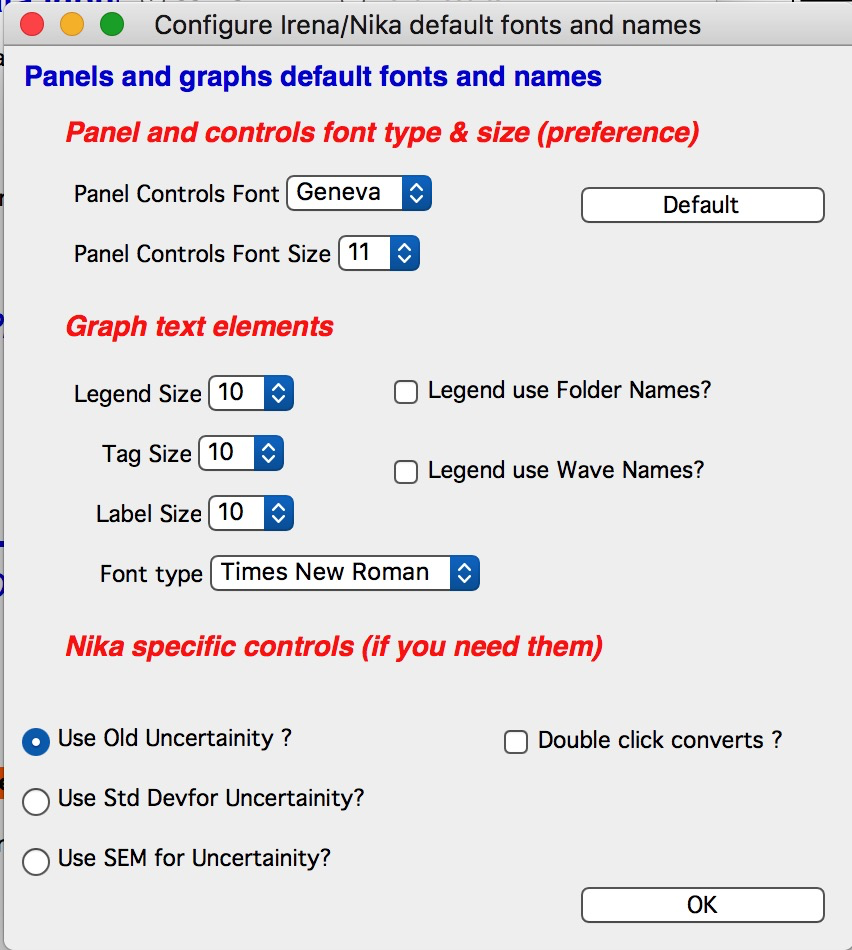 Configure Irena/Nika default fonts and names
Panels and graphs default fonts and names
Panel and controls font type & size (preference)
Panel Controls Font Geneva
Default
Panel Controls Font Size 11
Graph text elements
Legend Size 10
Legend use Folder Names?
Tag Size 10
Legend use Wave Names?
Label Size 10
Font type Times New Roman
Nika specific controls (if you need them)
Use Old Uncertainity ?
Double click converts ?
Use Std Devfor Uncertainity?
Use SEM for Uncertainity?
OK